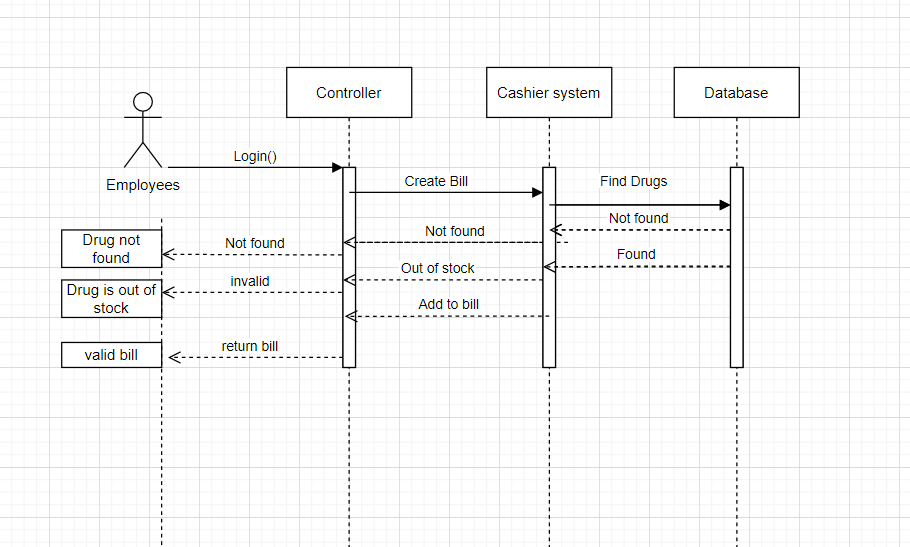 Controller
Cashier system
Database
Employees
Login()
Create Bill
Find Drugs
Not found
Not found
Not found
Drug not
found
Found
Out of stock
invalid
Drug is out of
stock
Add to bill
return bill
valid bill